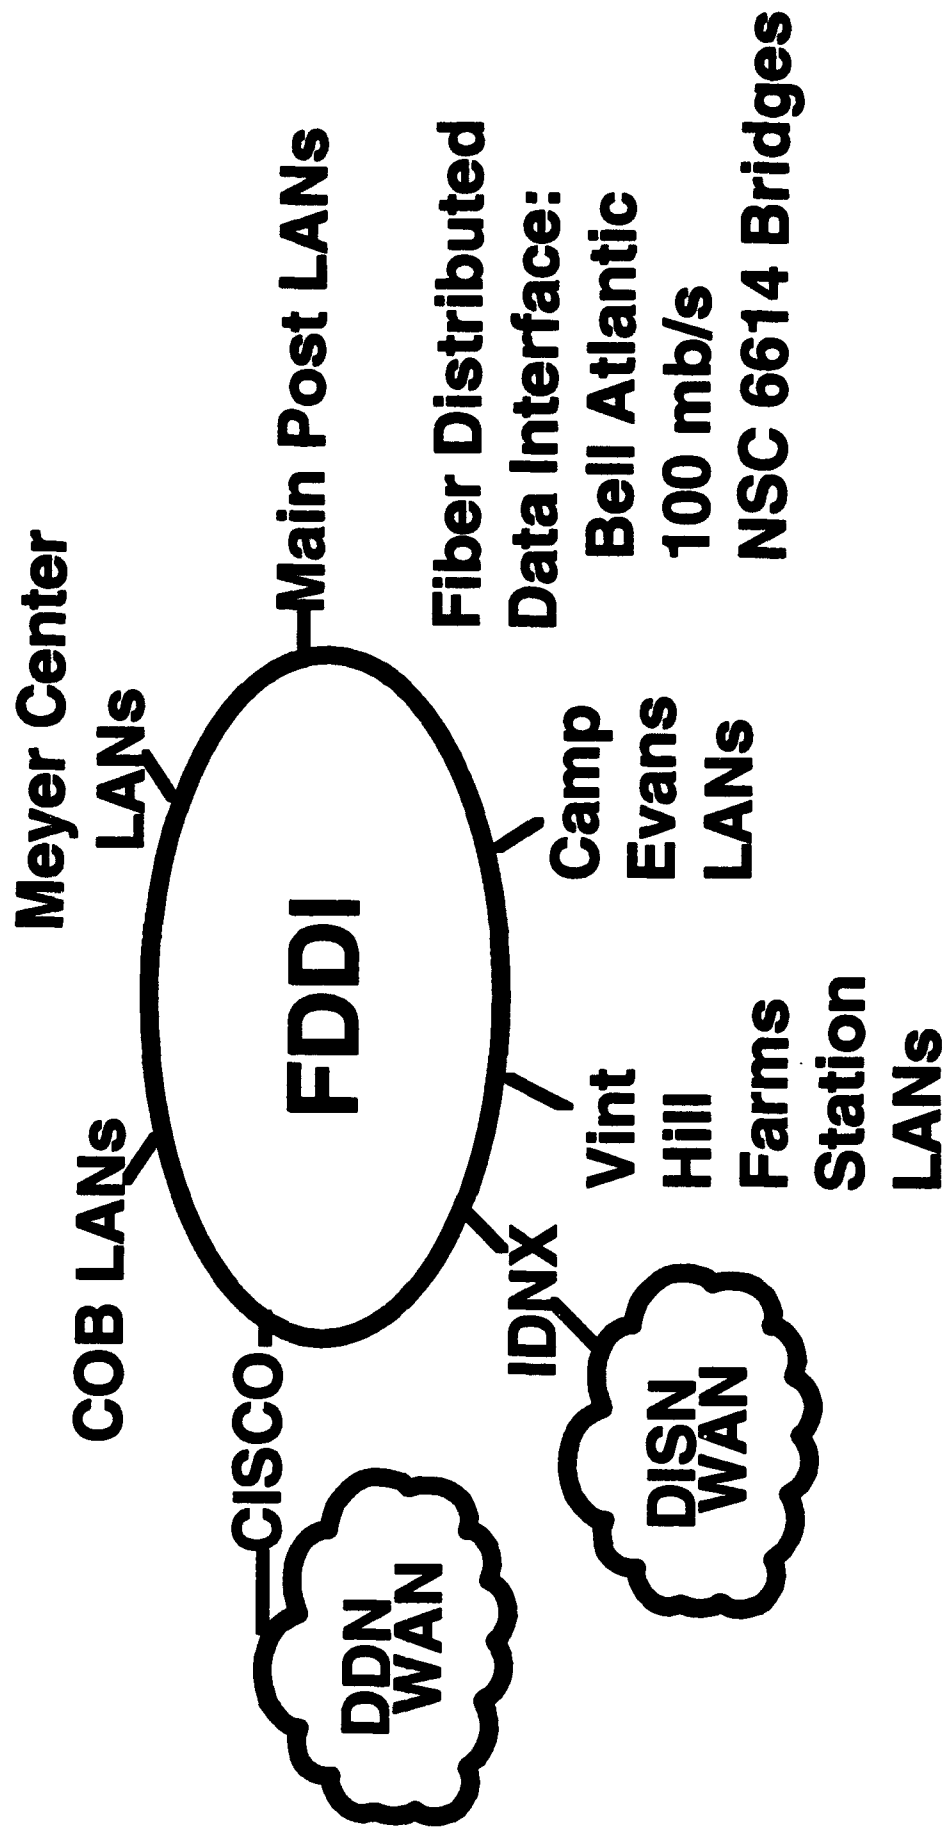 Meyer Center
LANs
COB LANs
CISCO
Main Post LANs
FDDI
DDN
WAN
IDNX
DISN
WAN
Vint
Hill
Farms
Station
LANs
Camp
Evans
LANs
Fiber Distributed
Data Interface:
Bell Atlantic
100 mb/s
NSC 6614 Bridges